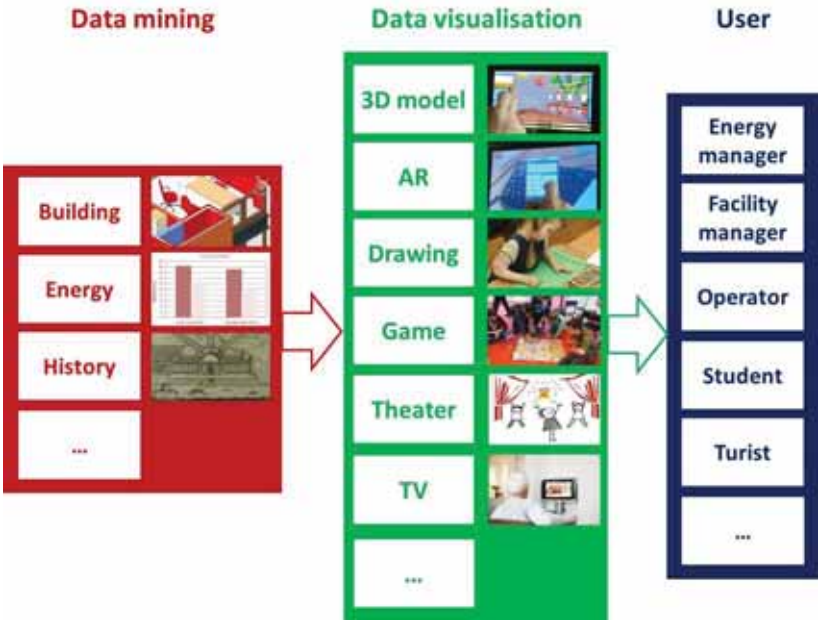 Data mining
Data visualisation
User
Building
Energy
History
...
3D model
AR
Drawing
Game
Theater
TV
...
Energy
manager
Facility
manager
Operator
Student
Turist
...